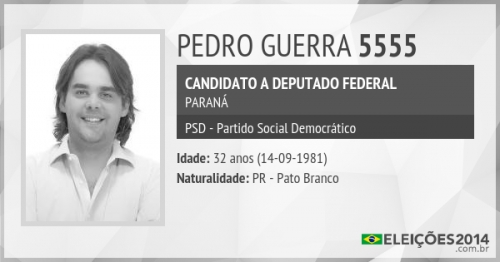 PEDRO GUERRA 5555
CANDIDATO A DEPUTADO FEDERAL
PARANÁ
PSD - Partido Social Democrático
Idade: 32 anos (14-09-1981)
Naturalidade: PR - Pato Branco
ELEIÇÕES2014
.com.br